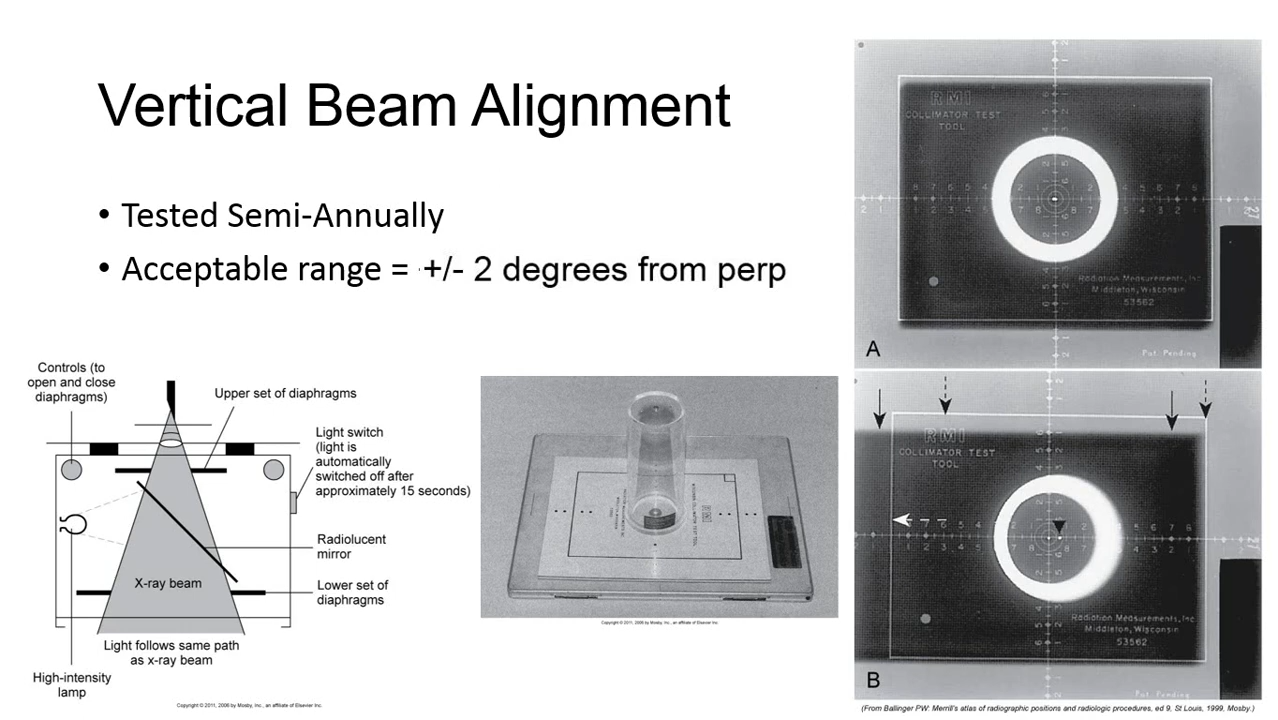 Vertical Beam Alignment
• Tested Semi-Annually
• Acceptable range = +/- 2 degrees from perp
Controls (to
open and close
diaphragms)
Upper set of diaphragms
Light switch
(light is
automatically
switched off after
approximately 15 seconds)
Radiolucent
mirror
X-ray beam
Lower set of
diaphragms
Light follows same path
as x-ray beam
High-intensity
lamp
Copyright © 2011, 2006 by Mosby, Inc., an affiliate of Elsevier Inc.
Copyright © 2011, 2006 by Mosby, Inc., an affiliate of Elsevier Inc.
RMI
COLLIMATOR TEST
TOOL
Radiation Measurements, Inc
Middleton, Wisconsin
53562
A
Pat. Pending
RMI
COLLIMATOR TEST
TOOL
Radiation Measurements, Inc
Middleton, Wisconsin
53562
B
Pat. Pending
(From Ballinger PW: Merrill's atlas of radiographic positions and radiologic procedures, ed 9, St Louis, 1999, Mosby.)